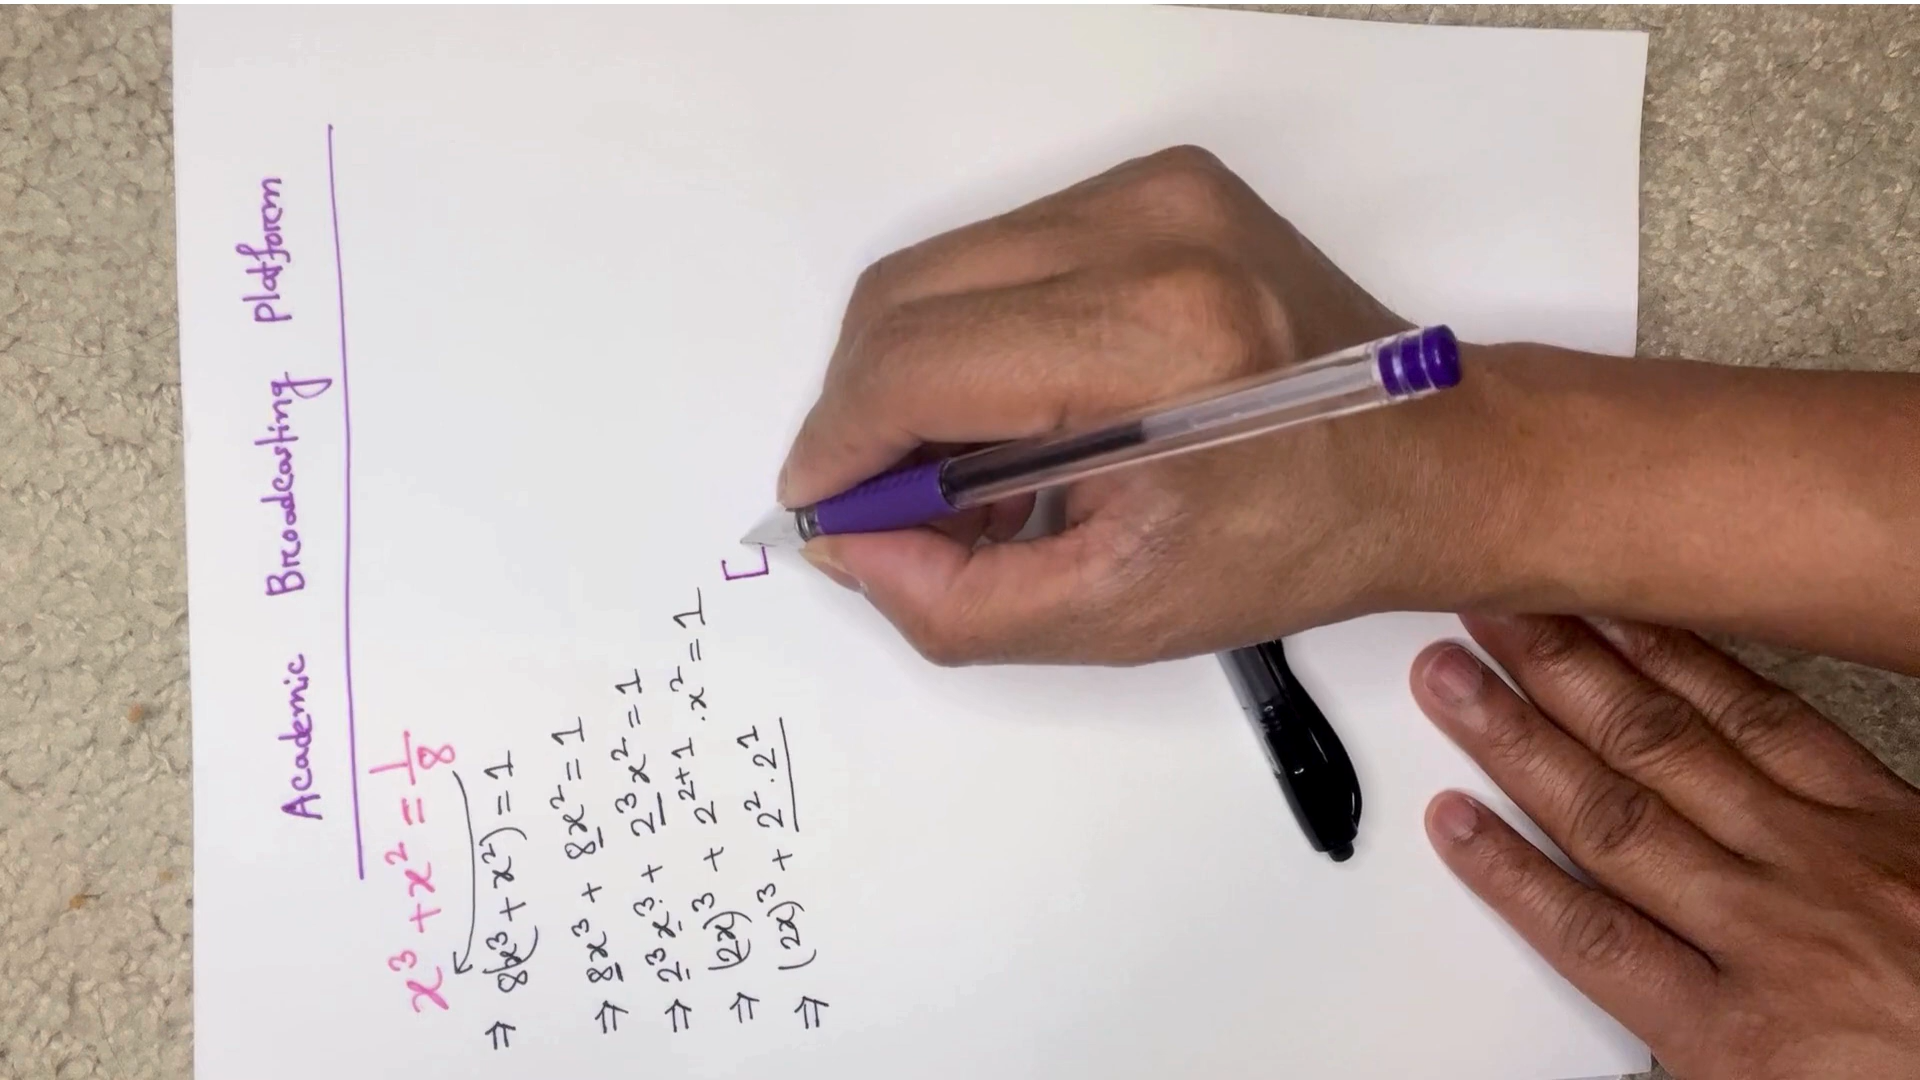 Academic Broadcasting Platform
x³ + x² = 1/8
⇒ 8(x³ + x²) = 1
⇒ 8x³ + 8x² = 1
⇒ 2³x³ + 2³x² = 1
⇒ (2x)³ + 2²⁺¹ . x² = 1
⇒ (2x)³ + 2² . 2¹
[